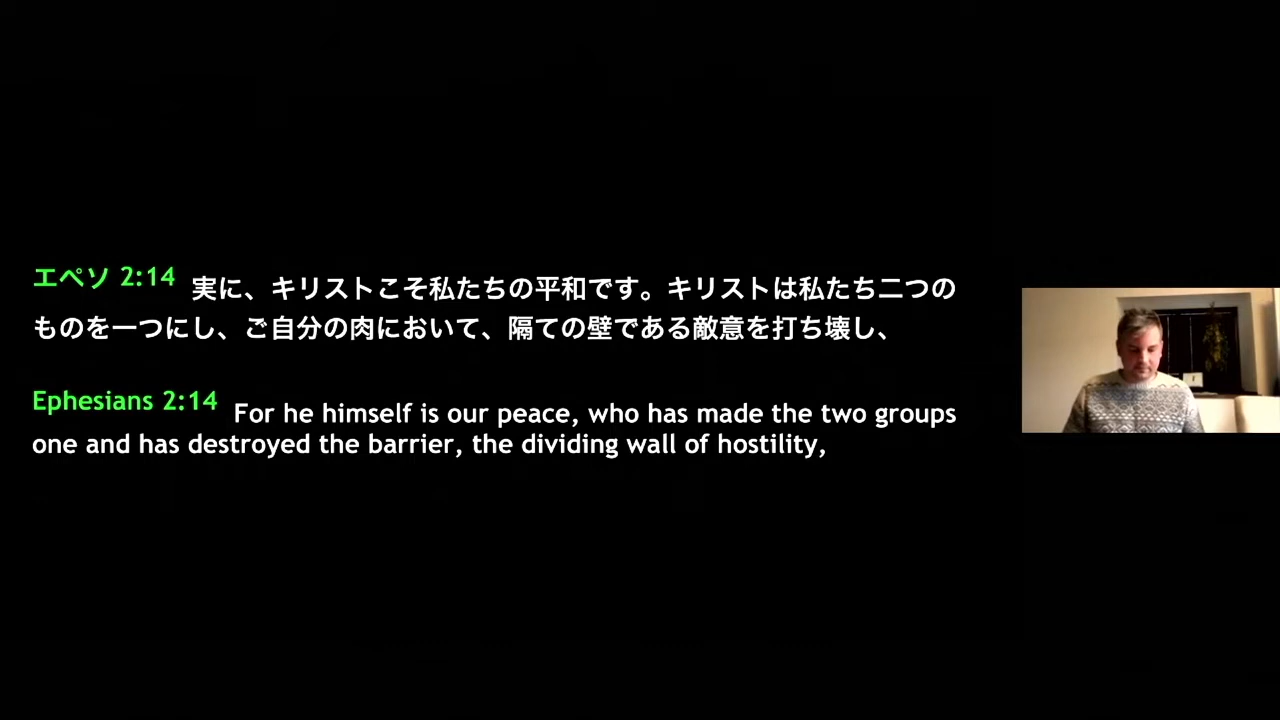 エペソ 2:14 実に、キリストこそ私たちの平和です。キリストは私たち二つの
ものを一つにし、ご自分の肉において、隔ての壁である敵意を打ち壊し、
Ephesians 2:14 For he himself is our peace, who has made the two groups
one and has destroyed the barrier, the dividing wall of hostility,